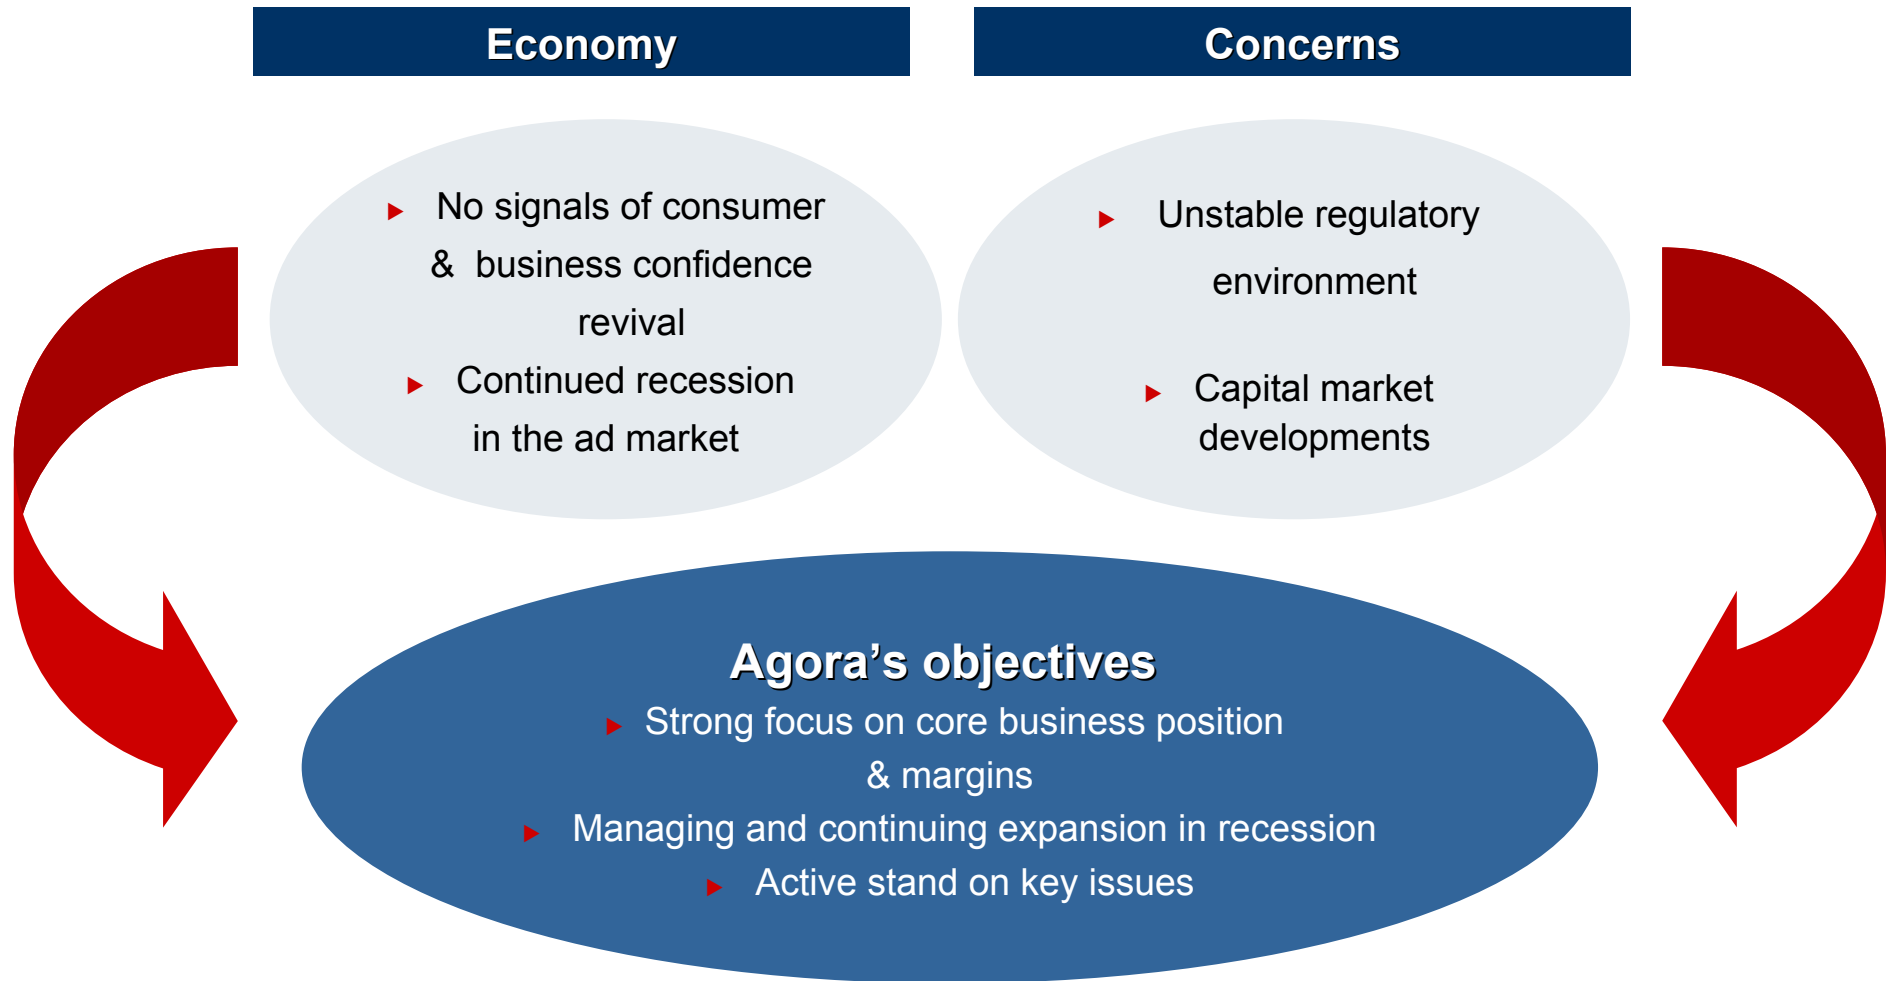 Economy
Concerns
► No signals of consumer
& business confidence
revival
► Continued recession
in the ad market
► Unstable regulatory
environment
► Capital market
developments
Agora’s objectives
► Strong focus on core business position
& margins
► Managing and continuing expansion in recession
► Active stand on key issues